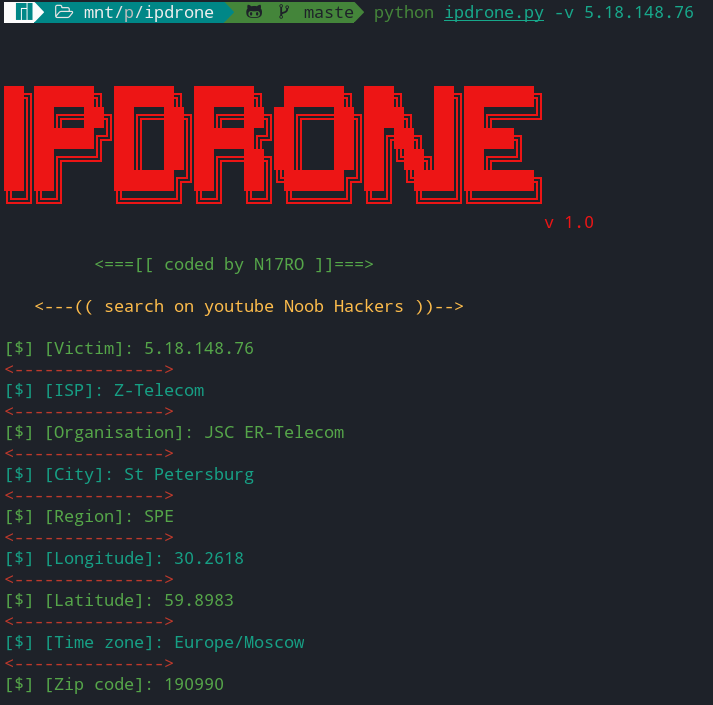 mnt/p/ipdrone maste python ipdrone.py -v 5.18.148.76
IPDRONE
v 1.0
<===[[ coded by N17RO ]]===>
<---(( search on youtube Noob Hackers ))-->
[$] [Victim]: 5.18.148.76
<--------------->
[$] [ISP]: Z-Telecom
<--------------->
[$] [Organisation]: JSC ER-Telecom
<--------------->
[$] [City]: St Petersburg
<--------------->
[$] [Region]: SPE
<--------------->
[$] [Longitude]: 30.2618
<--------------->
[$] [Latitude]: 59.8983
<--------------->
[$] [Time zone]: Europe/Moscow
<--------------->
[$] [Zip code]: 190990